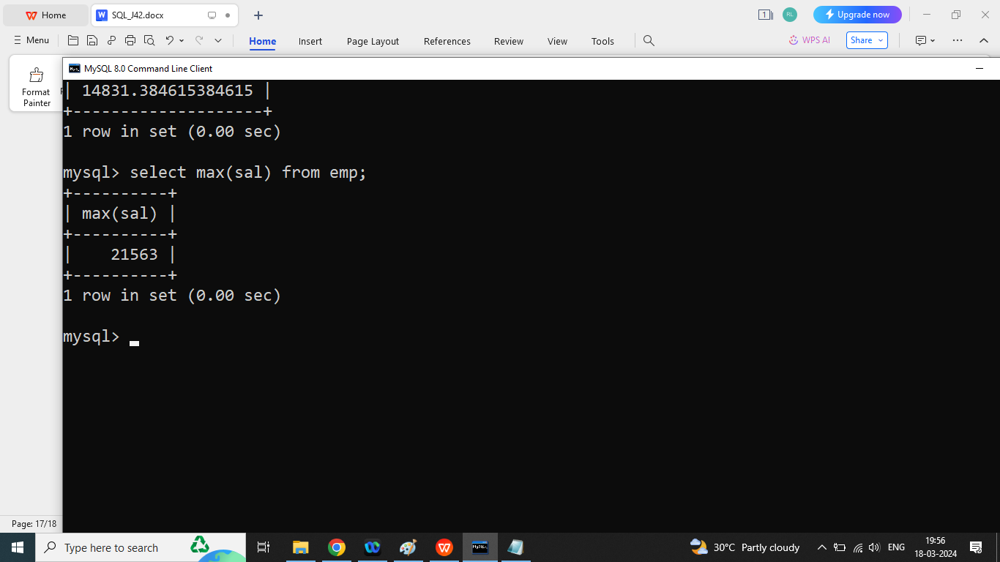 Home
SQL_J42.docx
1
RL
Upgrade now
Menu
Home
Insert
Page Layout
References
Review
View
Tools
WPS AI
Share
Format
Painter
MySQL 8.0 Command Line Client
| 14831.384615384615 |
+--------------------+
1 row in set (0.00 sec)
mysql> select max(sal) from emp;
+----------+
| max(sal) |
+----------+
|    21563 |
+----------+
1 row in set (0.00 sec)
mysql>
Page: 17/18
Type here to search
30°C Partly cloudy
ENG
19:56
18-03-2024